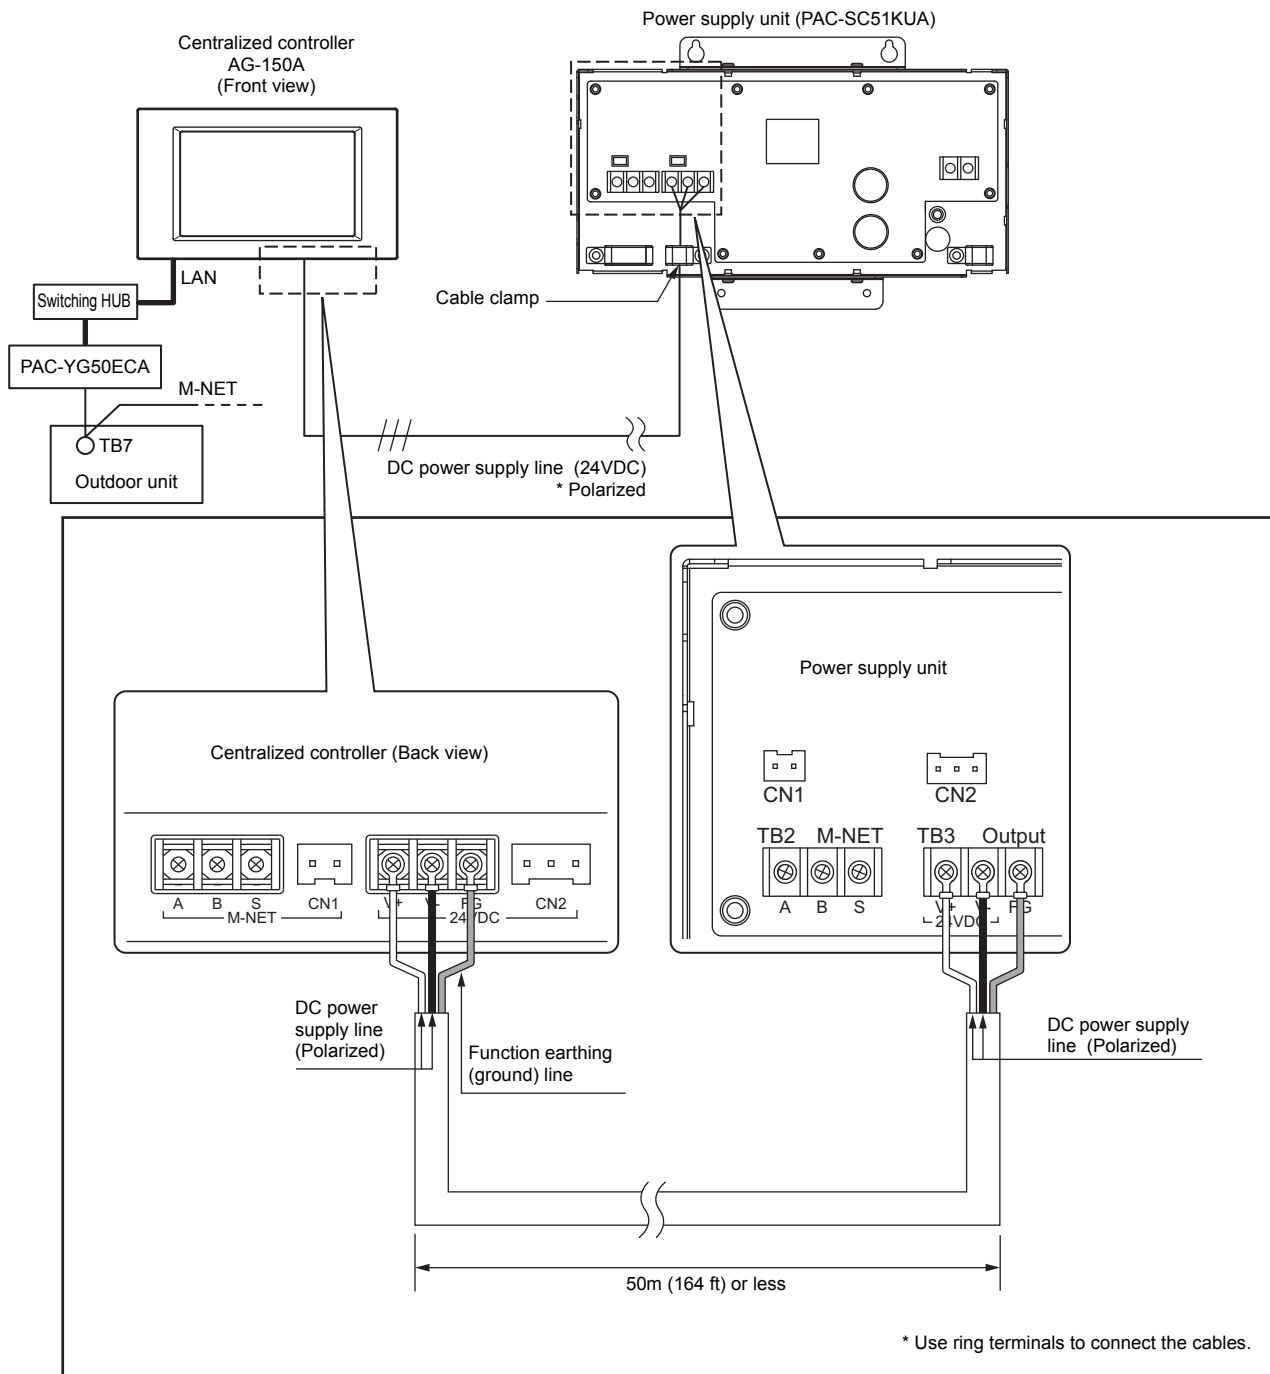 Power supply unit (PAC-SC51KUA)
Centralized controller
AG-150A
(Front view)
LAN
Switching HUB
Cable clamp
PAC-YG50ECA
M-NET
TB7
Outdoor unit
DC power supply line (24VDC)
* Polarized
Power supply unit
Centralized controller (Back view)
CN1
CN2
TB2 M-NET TB3 Output
A B S
M-NET
CN1
V+ V- FG
24VDC
CN2
A B S
V+ V- FG
24VDC
DC power
supply line
(Polarized)
Function earthing
(ground) line
DC power supply
line (Polarized)
50m (164 ft) or less
* Use ring terminals to connect the cables.